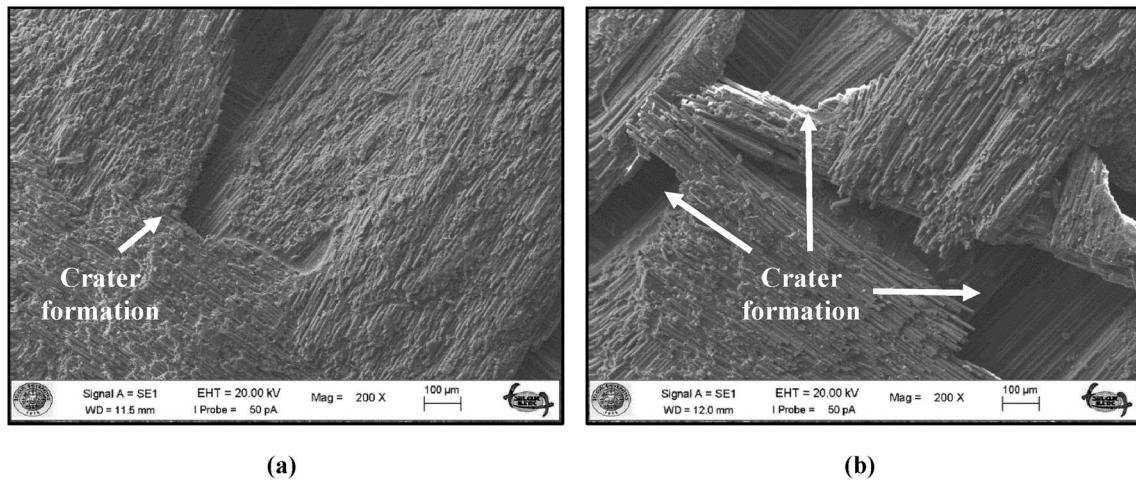 Crater
formation
Signal A = SE1 EHT = 20.00 kV Mag = 200 X 100 µm
WD = 11.5 mm I Probe = 50 pA
(a)
Crater
formation
Signal A = SE1 EHT = 20.00 kV Mag = 200 X 100 µm
WD = 12.0 mm I Probe = 50 pA
(b)